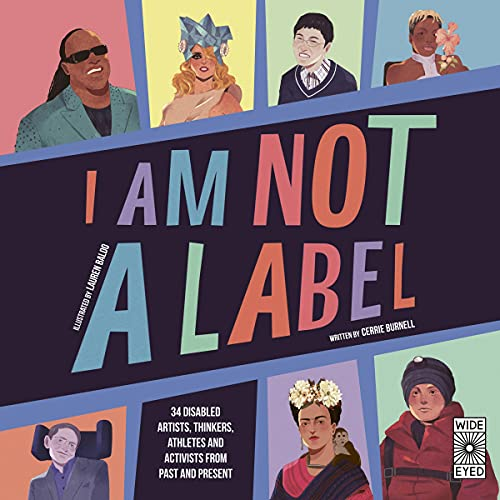 I AM NOT
A LABEL
ILLUSTRATED BY LAUREN BALDO
WRITTEN BY CERRIE BURNELL
34 DISABLED
ARTISTS, THINKERS,
ATHLETES AND
ACTIVISTS FROM
PAST AND PRESENT
WIDE
EYED